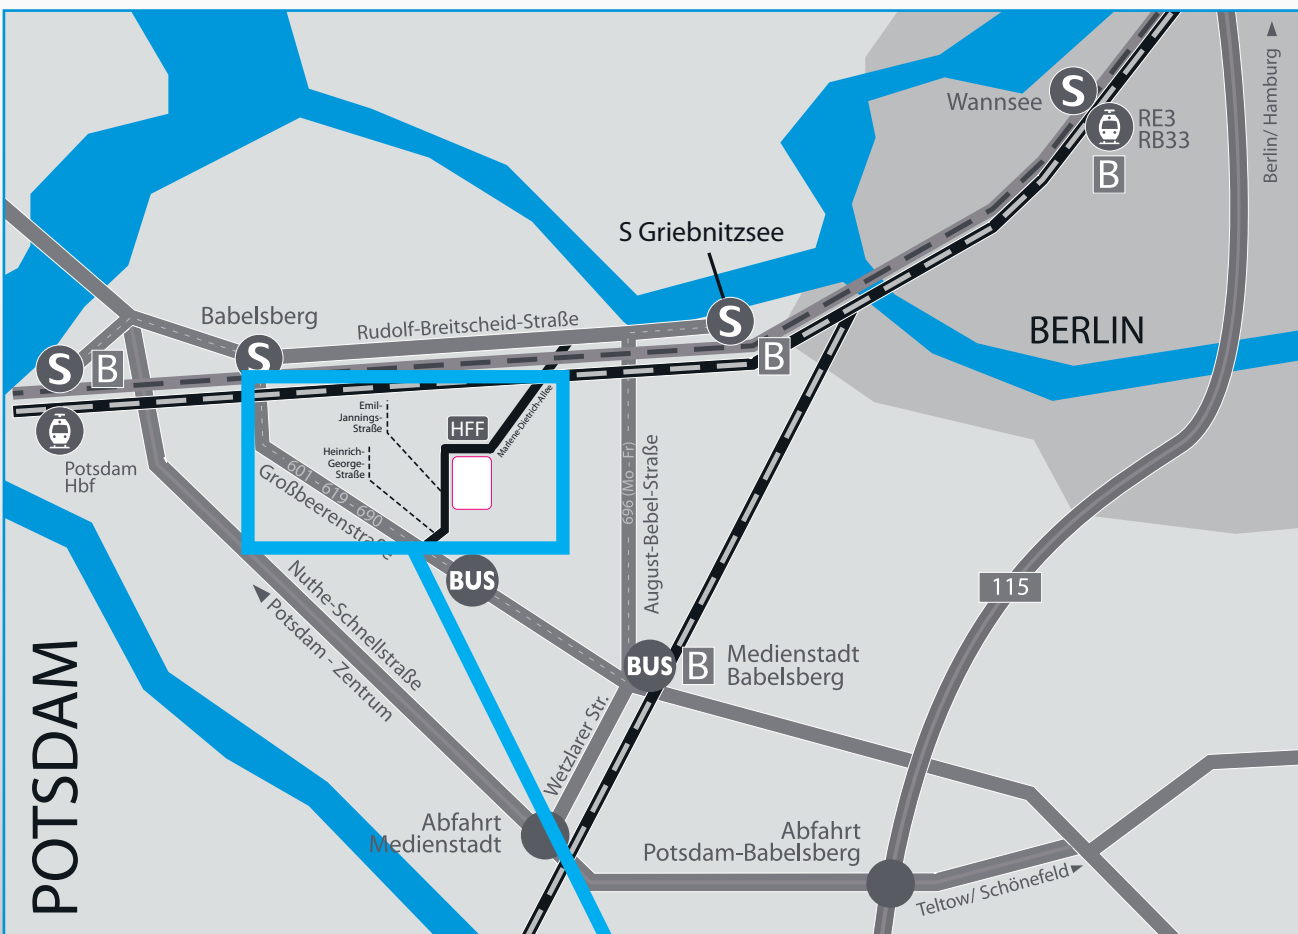 Berlin/ Hamburg
Wannsee
S
RE3
RB33
B
S Griebnitzsee
S
BERLIN
Babelsberg
S
Rudolf-Breitscheid-Straße
B
S
B
Potsdam
Hbf
Emil-
Jannings-
Straße
HFF
Marlene-Dietrich-Allee
Heinrich-
George-
Straße
601 - 619 - 690
Großbeerenstraße
696 (Mo - Fr)
August-Bebel-Straße
BUS
115
Nuthe-Schnellstraße
Potsdam - Zentrum
BUS
B
Medienstadt
Babelsberg
Wetzlarer Str.
POTSDAM
Abfahrt
Medienstadt
Abfahrt
Potsdam-Babelsberg
Teltow/ Schönefeld